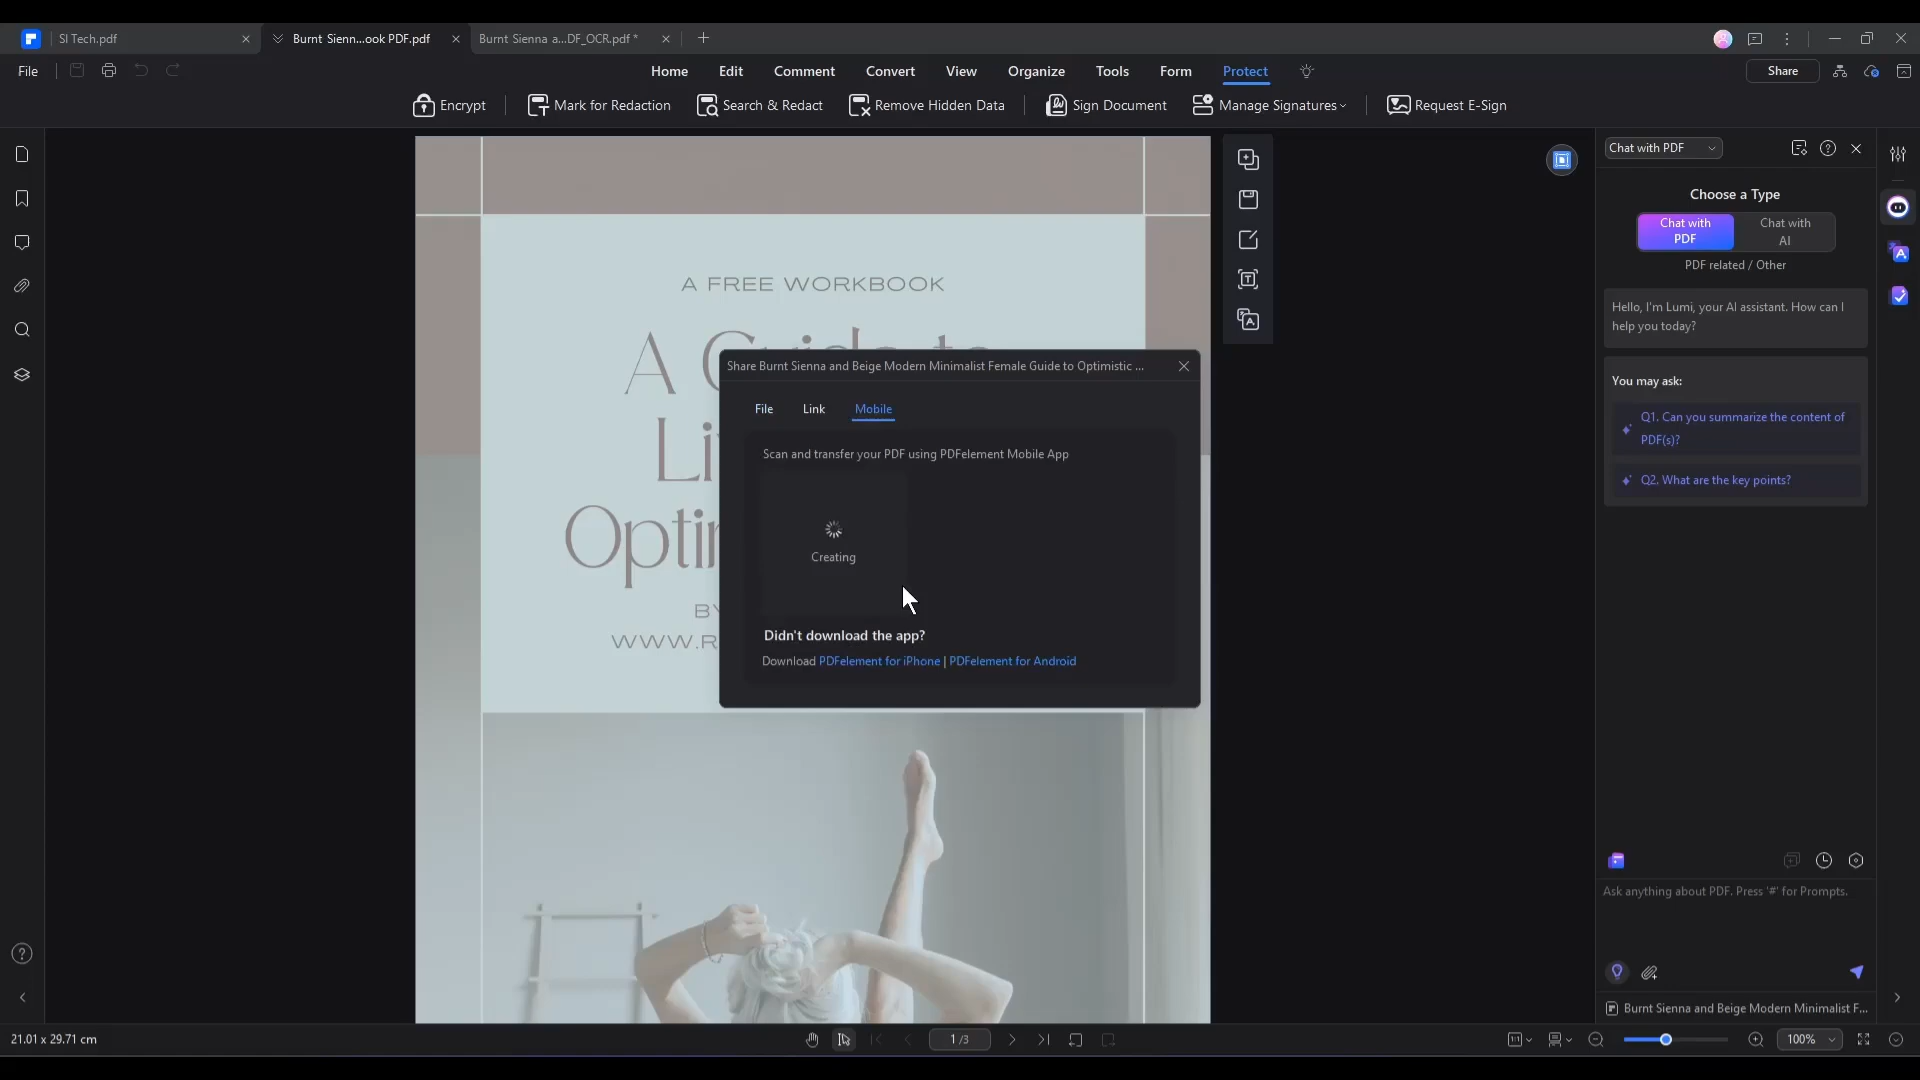 SI Tech.pdf
Burnt Sienn...ook PDF.pdf
Burnt Sienna a...DF_OCR.pdf *
File
Home
Edit
Comment
Convert
View
Organize
Tools
Form
Protect
Share
Encrypt
Mark for Redaction
Search & Redact
Remove Hidden Data
Sign Document
Manage Signatures
Request E-Sign
A FREE WORKBOOK
A Guide to
Li
Optim
BY
WWW.R
Share Burnt Sienna and Beige Modern Minimalist Female Guide to Optimistic ...
File
Link
Mobile
Scan and transfer your PDF using PDFelement Mobile App
Creating
Didn't download the app?
Download PDFelement for iPhone | PDFelement for Android
Chat with PDF
Choose a Type
Chat with
PDF
Chat with
AI
PDF related / Other
Hello, I'm Lumi, your AI assistant. How can I
help you today?
You may ask:
Q1. Can you summarize the content of
PDF(s)?
Q2. What are the key points?
Ask anything about PDF. Press '#' for Prompts.
Burnt Sienna and Beige Modern Minimalist F...
21.01 x 29.71 cm
1 /3
100%